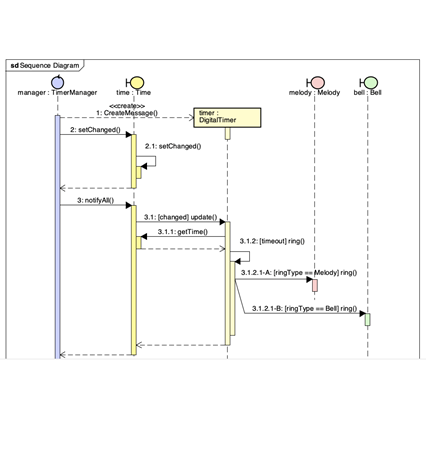 sd Sequence Diagram
manager : TimerManager
time : Time
melody : Melody
bell : Bell
<<create>>
1: CreateMessage()
timer :
DigitalTimer
2: setChanged()
2.1: setChanged()
3: notifyAll()
3.1: [changed] update()
3.1.1: getTime()
3.1.2: [timeout] ring()
3.1.2.1-A: [ringType == Melody] ring()
3.1.2.1-B: [ringType == Bell] ring()